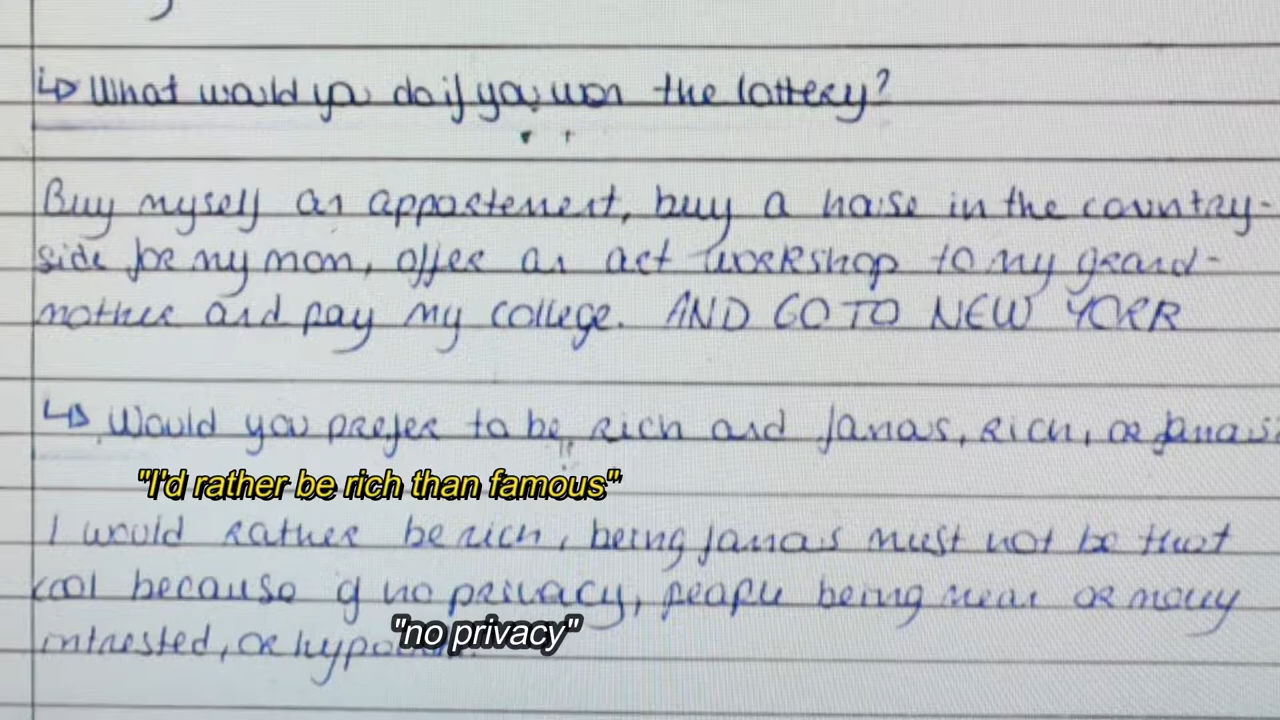 What would you do if you won the lottery?
Buy myself an appartement, buy a house in the country-
side for my mom, offer an art workshop to my grand-
mother and pay my college. AND GO TO NEW YORK
Would you prefer to be rich and famous, rich, or famous
"I'd rather be rich than famous"
I would rather be rich, being famous must not be that
cool because of no privacy, people being mean or money
intrested, or
"no privacy"